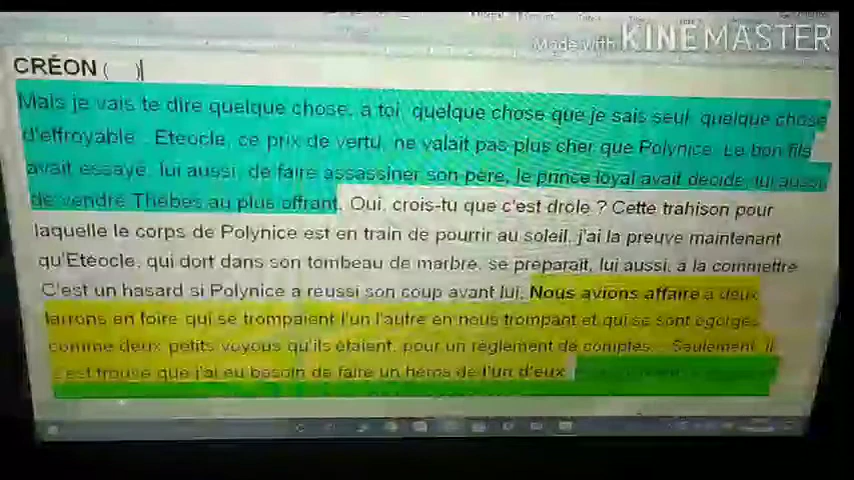 Made with KINEMASTER
CRÉON ( )
Mais je vais te dire quelque chose, à toi, quelque chose que je sais seul, quelque chose
d'effroyable : Etéocle, ce prix de vertu, ne valait pas plus cher que Polynice. Le bon fils
avait essayé, lui aussi, de faire assassiner son père, le prince loyal avait décidé, lui aussi
de vendre Thèbes au plus offrant. Oui, crois-tu que c'est drole ? Cette trahison pour
laquelle le corps de Polynice est en train de pourrir au soleil, j'ai la preuve maintenant
qu'Etéocle, qui dort dans son tombeau de marbre, se préparait, lui aussi, à la commettre
C'est un hasard si Polynice a réussi son coup avant lui. Nous avions affaire à deux
larrons en foire qui se trompaient l'un l'autre en nous trompant et qui se sont égorgés
comme deux petits voyous qu'ils étaient, pour un règlement de comptes... Seulement, il
s'est trouvé que j'ai eu besoin de faire un héros de l'un d'eux